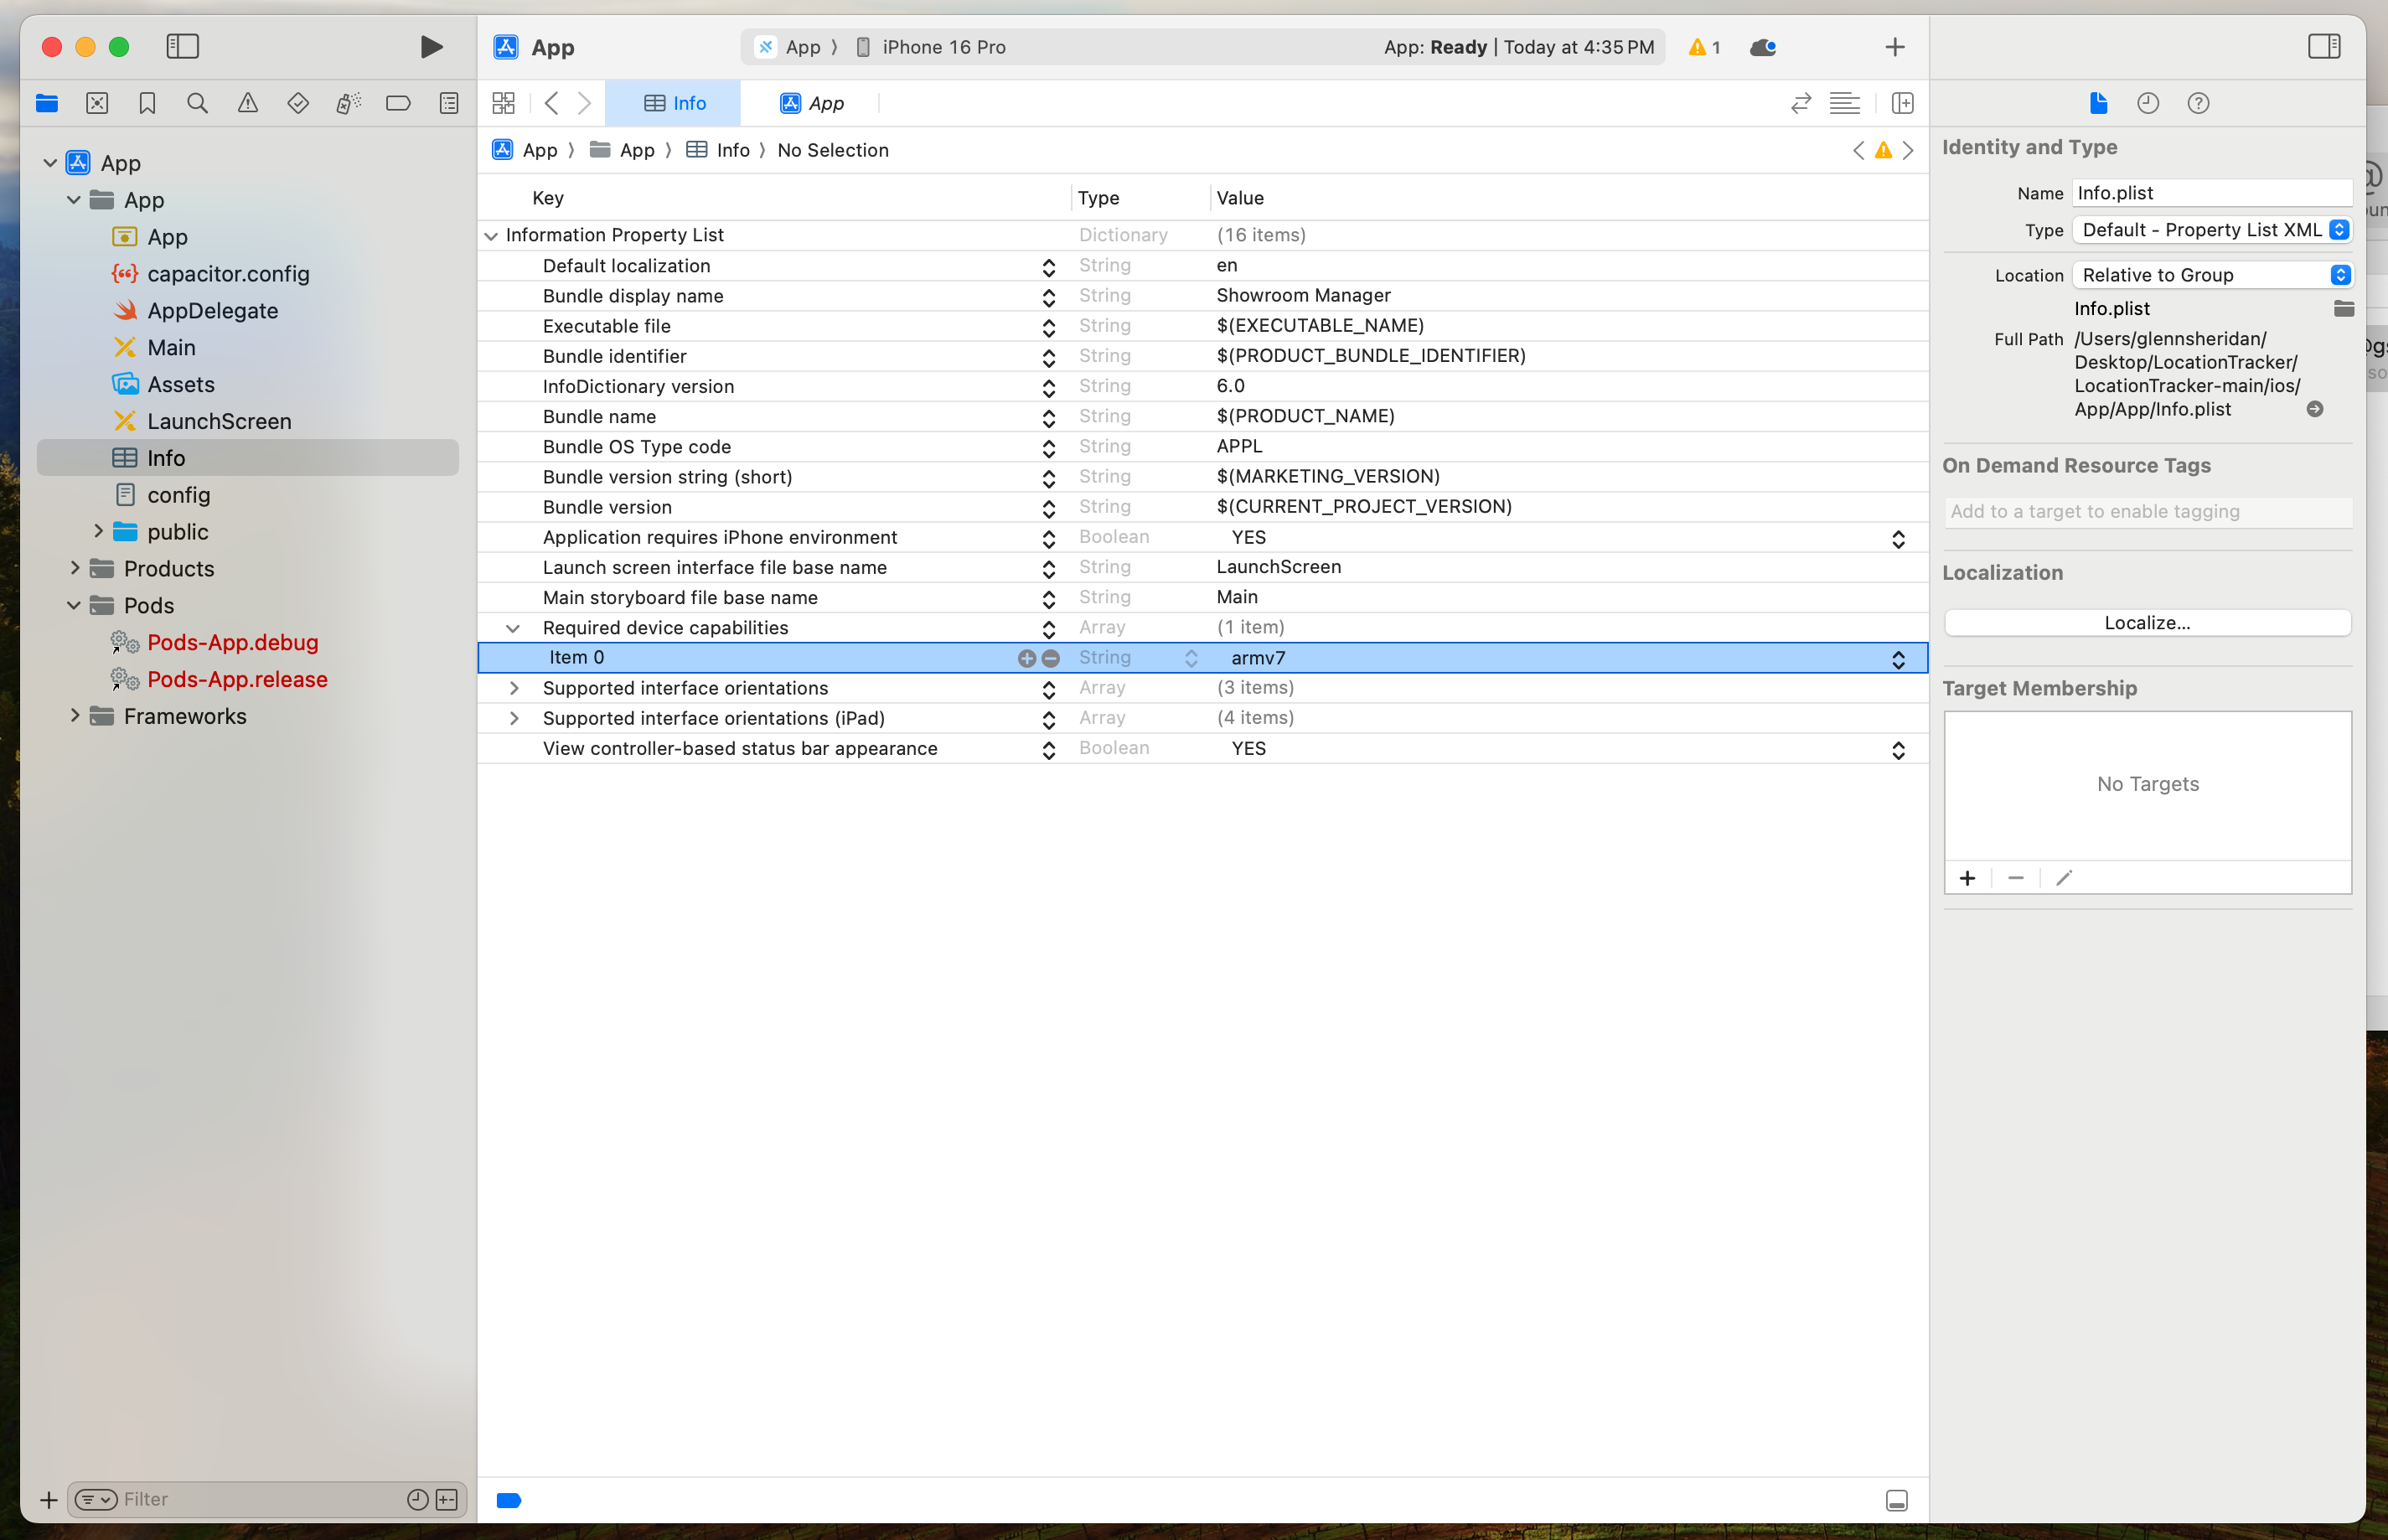 App
App
iPhone 16 Pro
App: Ready | Today at 4:35 PM
1
Info
App
App
App
Info
No Selection
App
App
App
capacitor.config
AppDelegate
Main
Assets
LaunchScreen
Info
config
public
Products
Pods
Pods-App.debug
Pods-App.release
Frameworks
Filter
Key Type Value
Information Property List Dictionary (16 items)
Default localization String en
Bundle display name String Showroom Manager
Executable file String $(EXECUTABLE_NAME)
Bundle identifier String $(PRODUCT_BUNDLE_IDENTIFIER)
InfoDictionary version String 6.0
Bundle name String $(PRODUCT_NAME)
Bundle OS Type code String APPL
Bundle version string (short) String $(MARKETING_VERSION)
Bundle version String $(CURRENT_PROJECT_VERSION)
Application requires iPhone environment Boolean YES
Launch screen interface file base name String LaunchScreen
Main storyboard file base name String Main
Required device capabilities Array (1 item)
Item 0 String armv7
Supported interface orientations Array (3 items)
Supported interface orientations (iPad) Array (4 items)
View controller-based status bar appearance Boolean YES
Identity and Type
Name Info.plist
Type Default - Property List XML
Location Relative to Group
Info.plist
Full Path /Users/glennsheridan/
Desktop/LocationTracker/
LocationTracker-main/ios/
App/App/Info.plist
On Demand Resource Tags
Add to a target to enable tagging
Localization
Localize...
Target Membership
No Targets